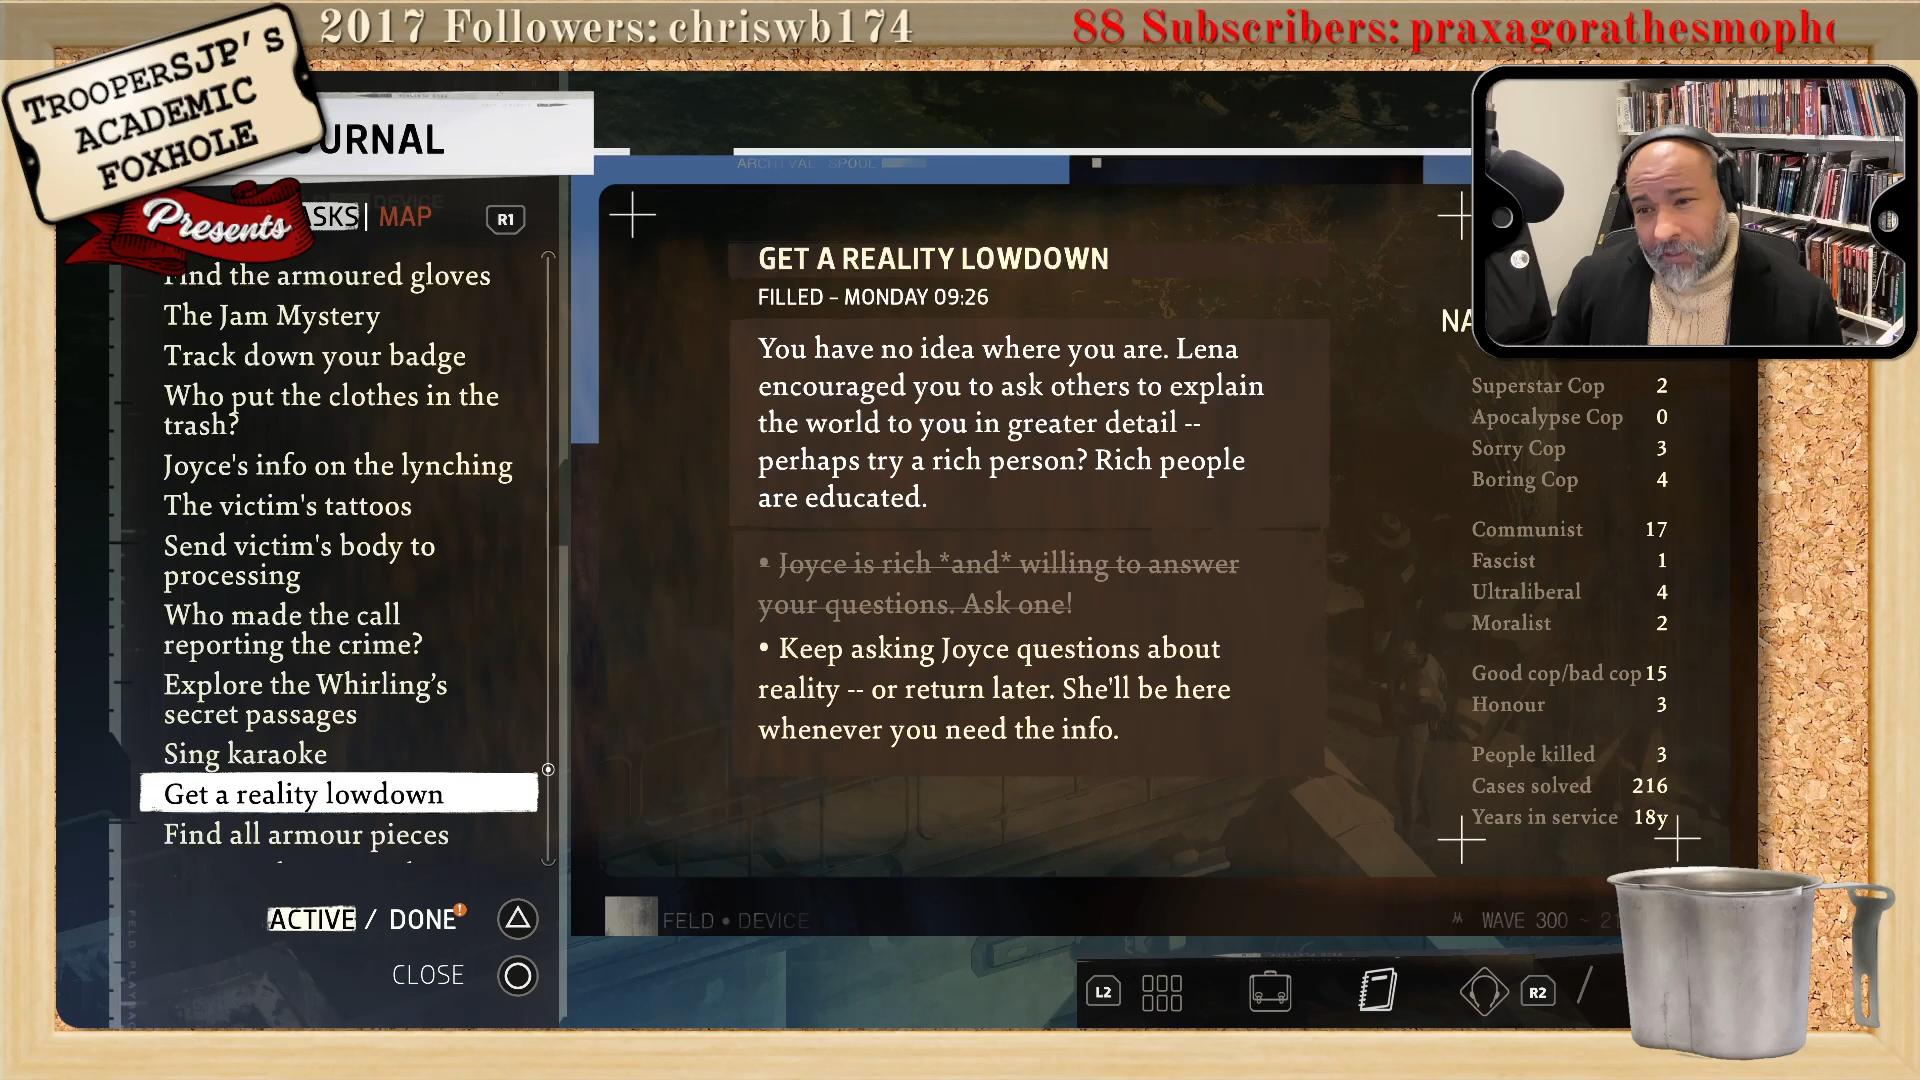 2017 Followers: chriswb174
88 Subscribers: praxagorathesmopho
TROOPERSJP'S
ACADEMIC
FOXHOLE
Presents
URNAL
ASKS| MAP
R1
Find the armoured gloves
The Jam Mystery
Track down your badge
Who put the clothes in the
trash?
Joyce's info on the lynching
The victim's tattoos
Send victim's body to
processing
Who made the call
reporting the crime?
Explore the Whirling's
secret passages
Sing karaoke
Get a reality lowdown
Find all armour pieces
ACTIVE / DONE
CLOSE
ARCHIVAL SPOOL
GET A REALITY LOWDOWN
FILLED – MONDAY 09:26
You have no idea where you are. Lena
encouraged you to ask others to explain
the world to you in greater detail --
perhaps try a rich person? Rich people
are educated.
• Joyce is rich *and* willing to answer
your questions. Ask one!
• Keep asking Joyce questions about
reality -- or return later. She'll be here
whenever you need the info.
NA
Superstar Cop 2
Apocalypse Cop 0
Sorry Cop 3
Boring Cop 4
Communist 17
Fascist 1
Ultraliberal 4
Moralist 2
Good cop/bad cop 15
Honour 3
People killed 3
Cases solved 216
Years in service 18y
FELD • DEVICE
WAVE 300 ~ 21
L2
R2